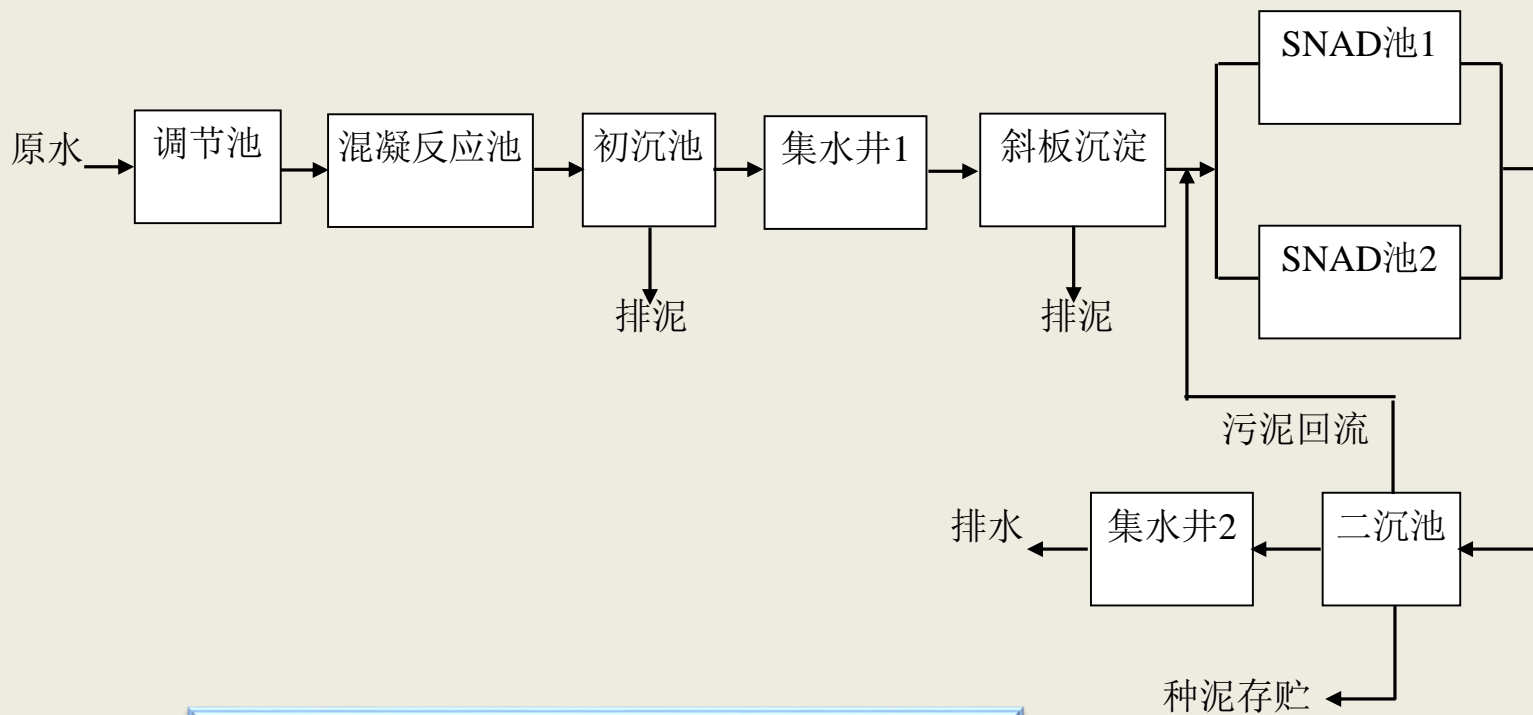 SNAD池1
原水
调节池
混凝反应池
初沉池
集水井1
斜板沉淀
SNAD池2
排泥
排泥
污泥回流
排水
集水井2
二沉池
种泥存贮